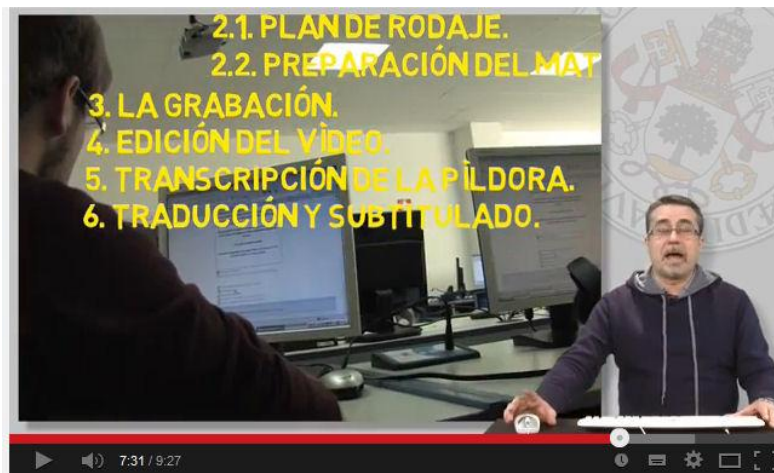 2.1. PLAN DE RODAJE.
2.2. PREPARACIÓN DEL MAT
3. LA GRABACIÓN.
4. EDICIÓN DEL VÍDEO.
5. TRANSCRIPCIÓN DE LA PÍLDORA.
6. TRADUCCIÓN Y SUBTITULADO.
7:31 / 9:27